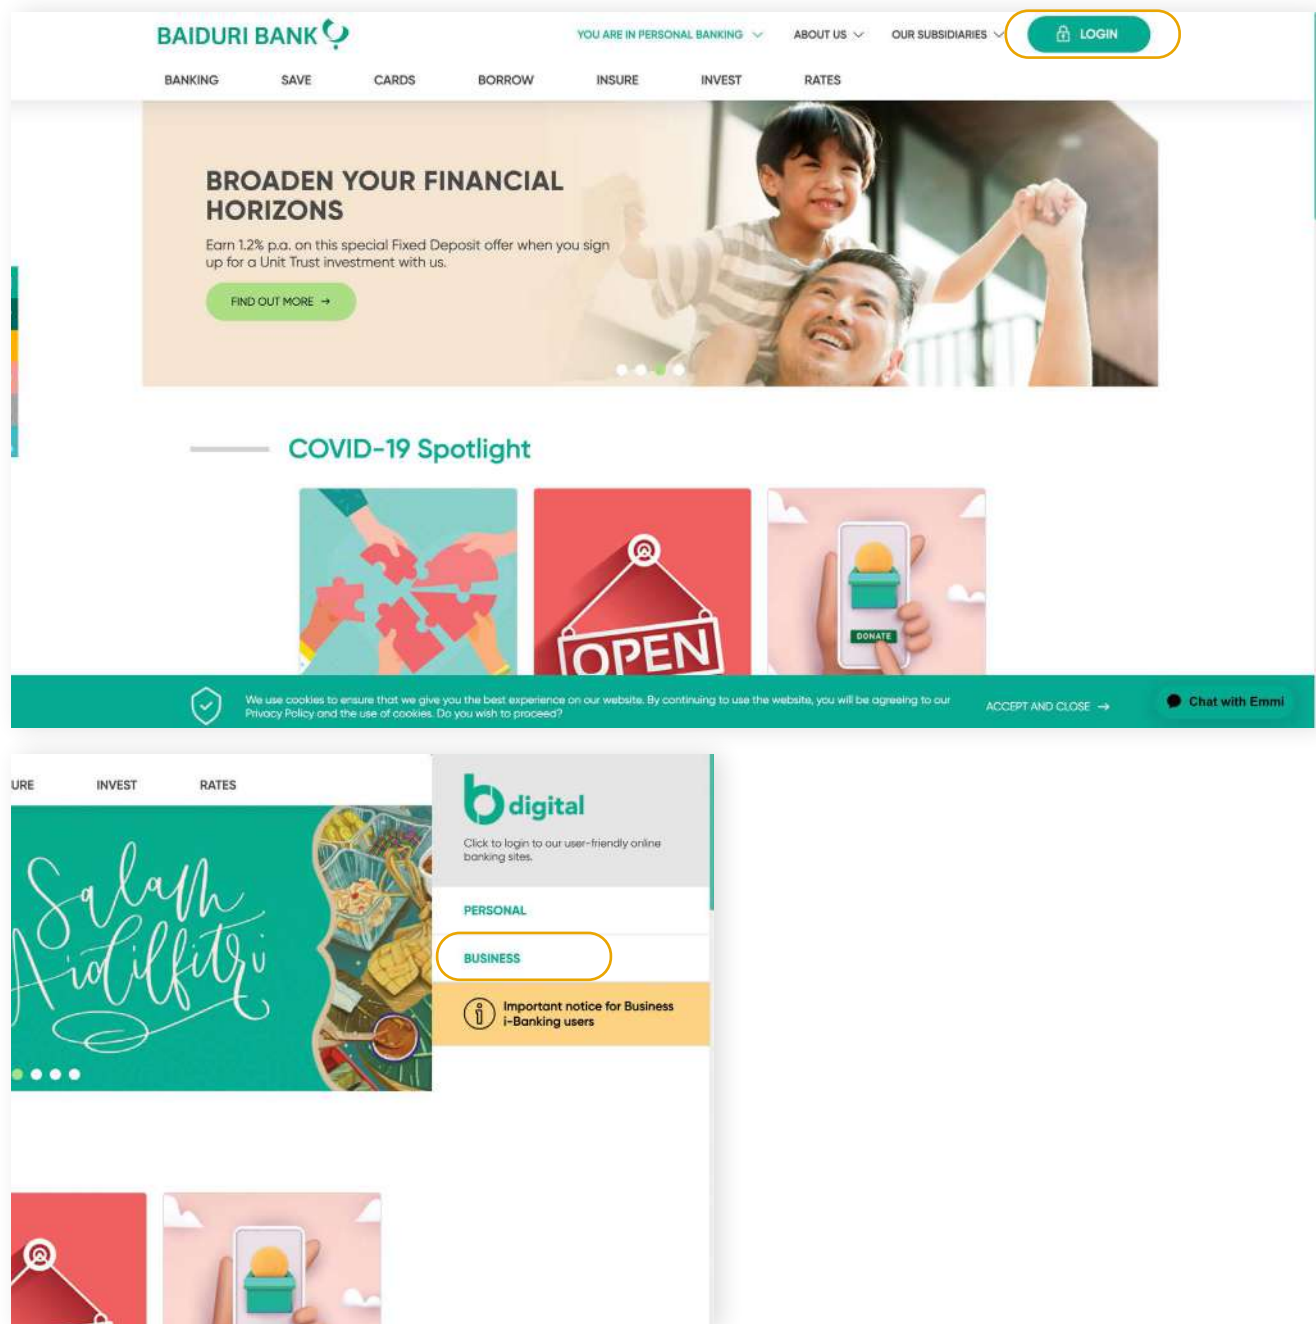 BAIDURI BANK
YOU ARE IN PERSONAL BANKING
ABOUT US
OUR SUBSIDIARIES
LOGIN
BANKING
SAVE
CARDS
BORROW
INSURE
INVEST
RATES
BROADEN YOUR FINANCIAL
HORIZONS
Earn 1.2% p.a. on this special Fixed Deposit offer when you sign
up for a Unit Trust investment with us.
FIND OUT MORE →
COVID-19 Spotlight
OPEN
DONATE
We use cookies to ensure that we give you the best experience on our website. By continuing to use the website, you will be agreeing to our
Privacy Policy and the use of cookies. Do you wish to proceed?
ACCEPT AND CLOSE →
Chat with Emmi
URE
INVEST
RATES
Salam
Aidilfitri
b digital
Click to login to our user-friendly online
banking sites.
PERSONAL
BUSINESS
Important notice for Business
i-Banking users